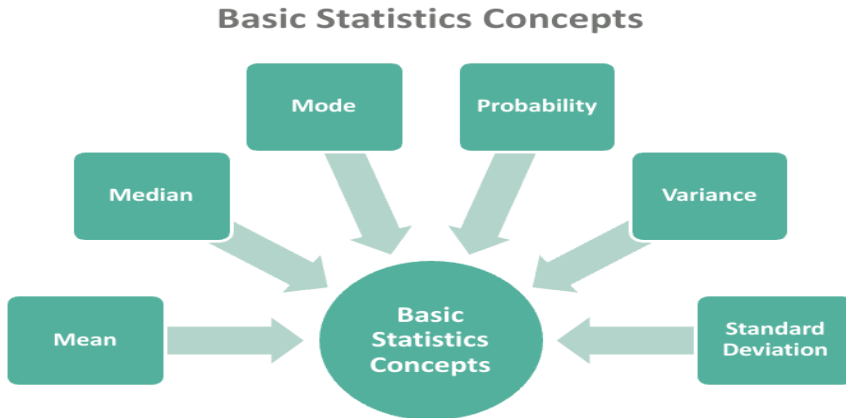 Basic Statistics Concepts
Mode
Probability
Median
Variance
Mean
Basic
Statistics
Concepts
Standard
Deviation